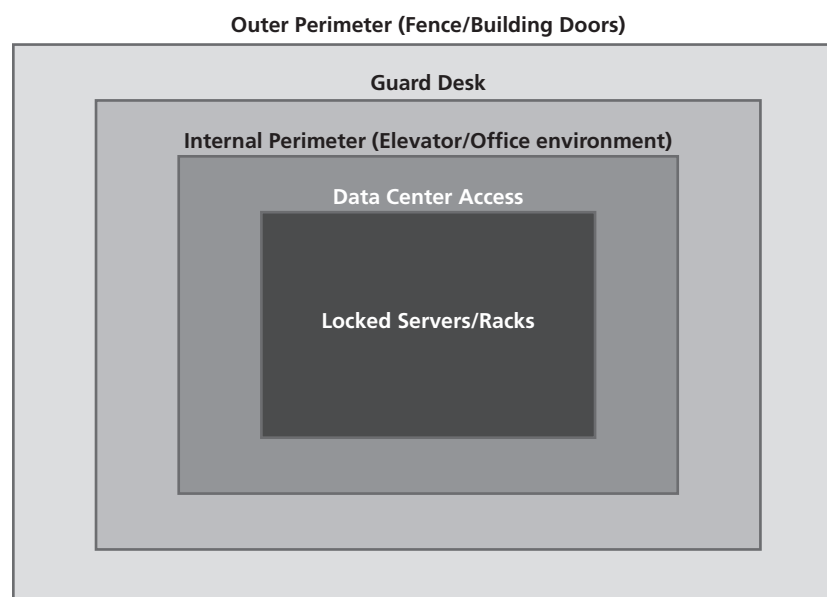 Outer Perimeter (Fence/Building Doors)
Guard Desk
Internal Perimeter (Elevator/Office environment)
Data Center Access
Locked Servers/Racks